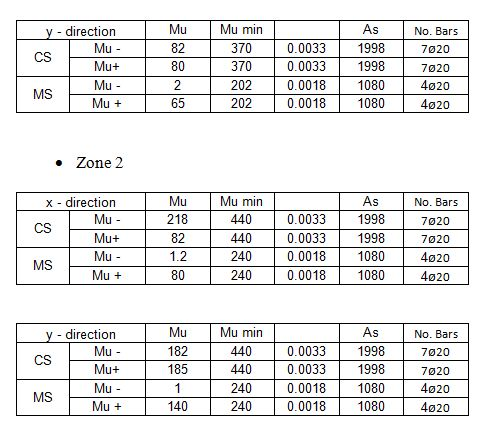 y - direction Mu Mu min As No. Bars
CS Mu - 82 370 0.0033 1998 7ø20
Mu+ 80 370 0.0033 1998 7ø20
MS Mu - 2 202 0.0018 1080 4ø20
Mu + 65 202 0.0018 1080 4ø20
• Zone 2
x - direction Mu Mu min As No. Bars
CS Mu - 218 440 0.0033 1998 7ø20
Mu+ 82 440 0.0033 1998 7ø20
MS Mu - 1.2 240 0.0018 1080 4ø20
Mu + 80 240 0.0018 1080 4ø20
y - direction Mu Mu min As No. Bars
CS Mu - 182 440 0.0033 1998 7ø20
Mu+ 185 440 0.0033 1998 7ø20
MS Mu - 1 240 0.0018 1080 4ø20
Mu + 140 240 0.0018 1080 4ø20